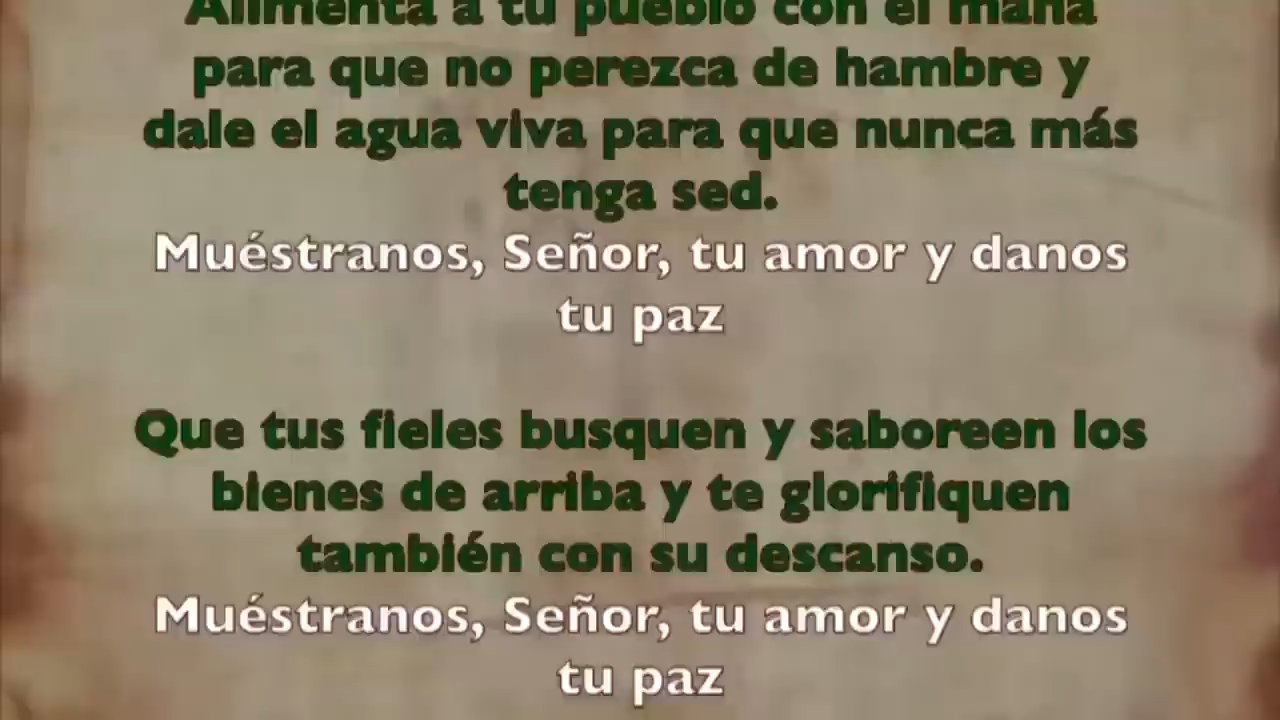 Alimenta a tu pueblo con el maná
para que no perezca de hambre y
dale el agua viva para que nunca más
tenga sed.
Muéstranos, Señor, tu amor y danos
tu paz
Que tus fieles busquen y saboreen los
bienes de arriba y te glorifiquen
también con su descanso.
Muéstranos, Señor, tu amor y danos
tu paz